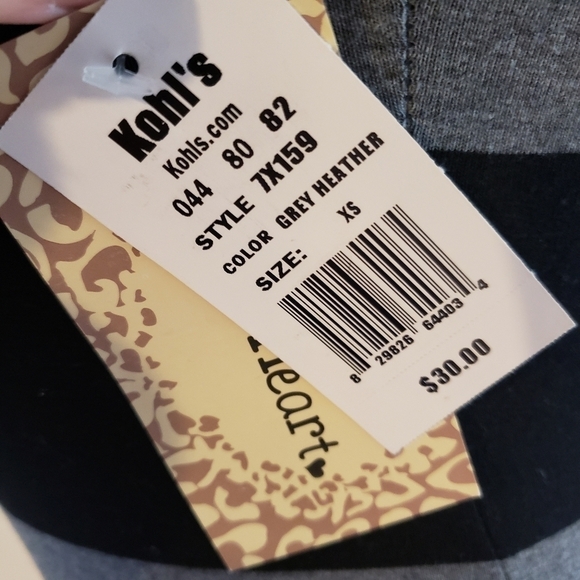 Kohl's
Kohls.com
044 80 82
STYLE 7X159
COLOR GREY HEATHER
SIZE: XS
8 29826 64403 4
$30.00
Heart